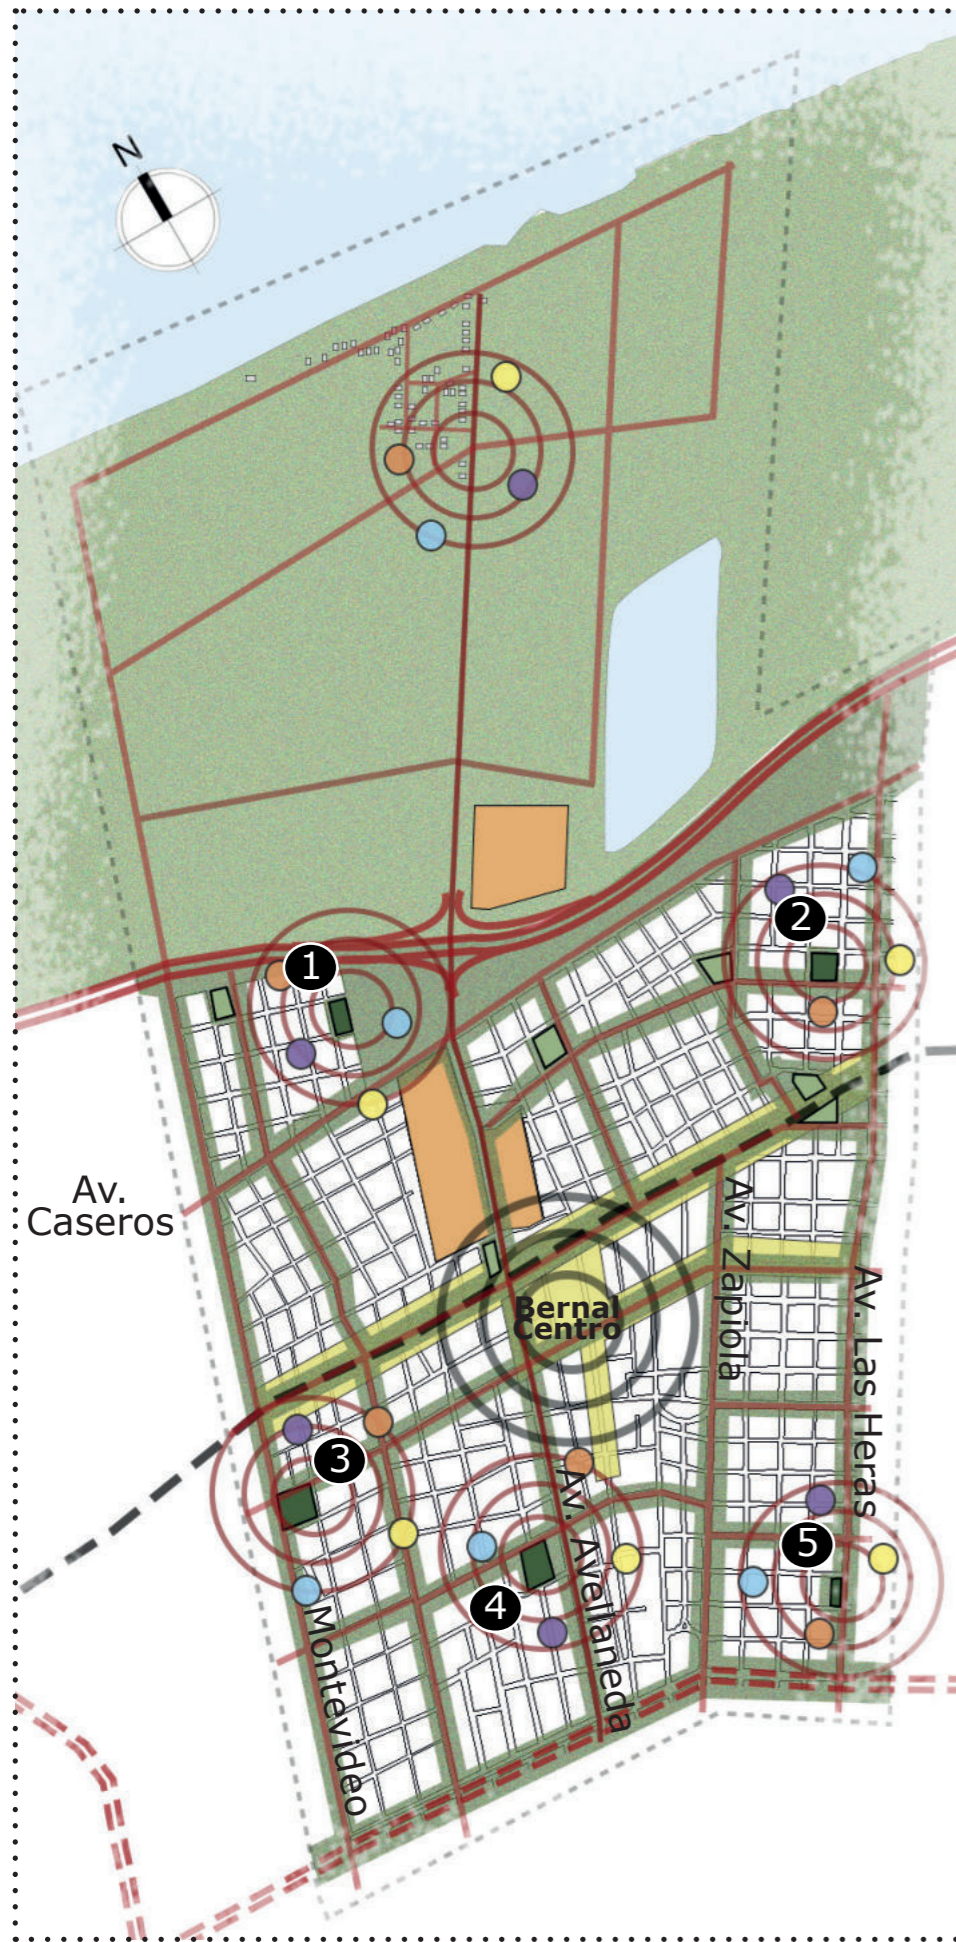 N
1
2
Av.
Caseros
Av. Zapiola
Bernal
Centro
Av. Las Heras
3
Av. Avellaneda
5
4
Montevideo